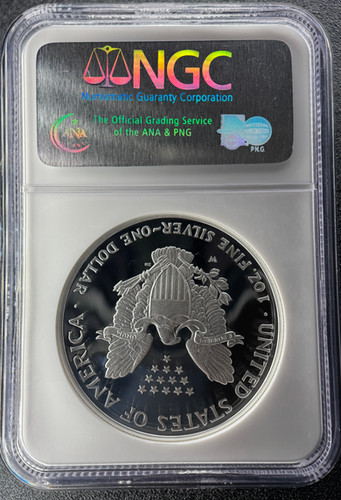 NGC
Numismatic Guaranty Corporation
The Official Grading Service
of the ANA & PNG
ANA
PNG
UNITED STATES OF AMERICA
1 OZ. FINE SILVER~ONE DOLLAR
W